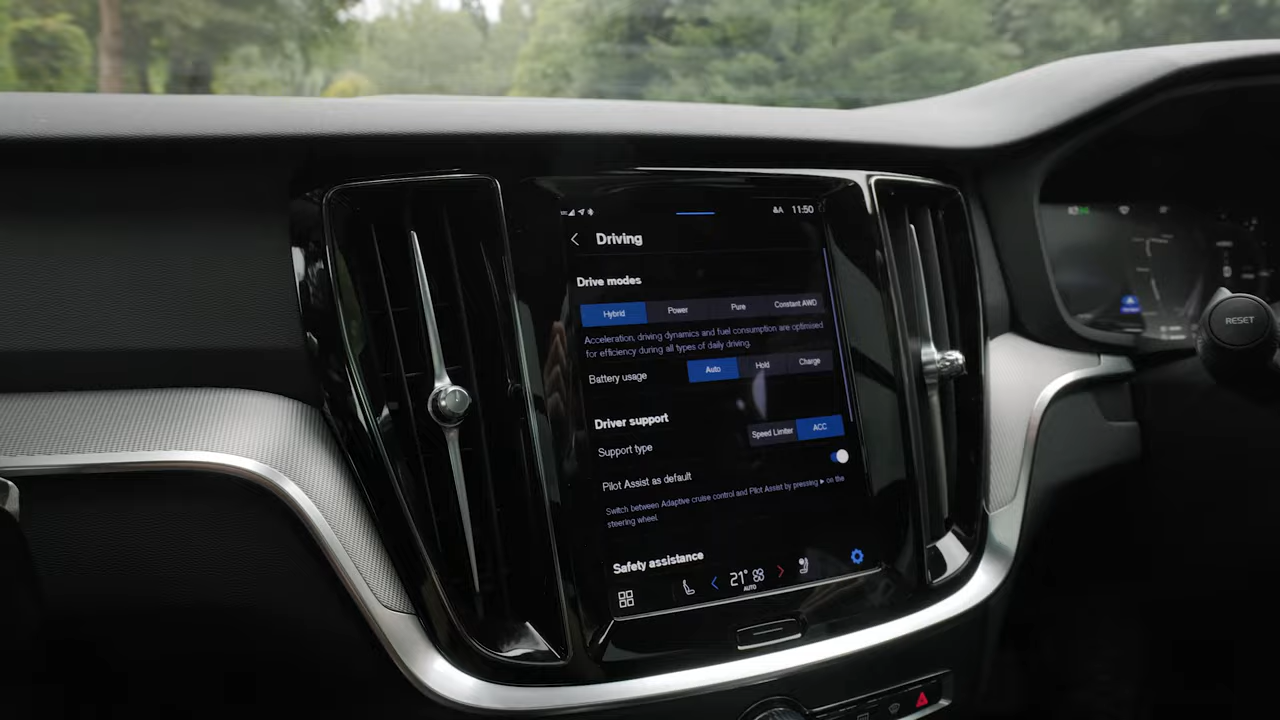 11:50
Driving
Drive modes
Hybrid Power Pure Constant AWD
Acceleration, driving dynamics and fuel consumption are optimised
for efficiency during all types of daily driving.
Battery usage Auto Hold Charge
Driver support
Support type Speed Limiter ACC
Pilot Assist as default
Switch between Adaptive cruise control and Pilot Assist by pressing ▶ on the
steering wheel.
Safety assistance
21°
AUTO
RESET